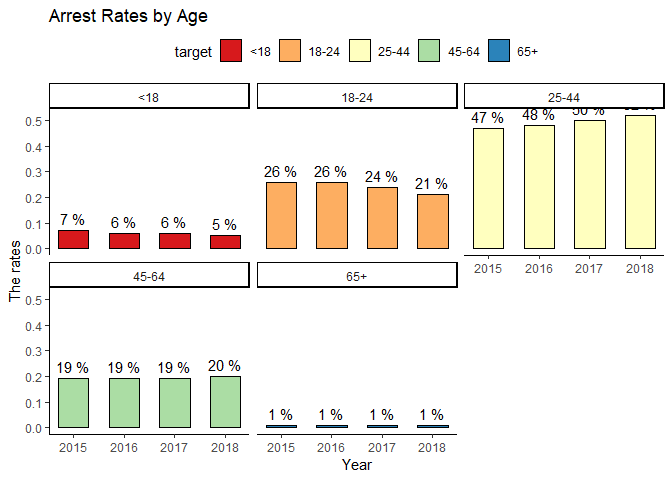 Arrest Rates by Age
target <18 18-24 25-44 45-64 65+
<18 18-24 25-44
0.5 47 % 48 % 50 %
0.4
0.3
26 % 26 % 24 % 21 %
0.2
0.1 7 % 6 % 6 % 5 %
0.0
2015 2016 2017 2018
The rates
45-64 65+
0.5
0.4
0.3
19 % 19 % 19 % 20 %
0.2
0.1
1 % 1 % 1 % 1 %
0.0
2015 2016 2017 2018 2015 2016 2017 2018
Year